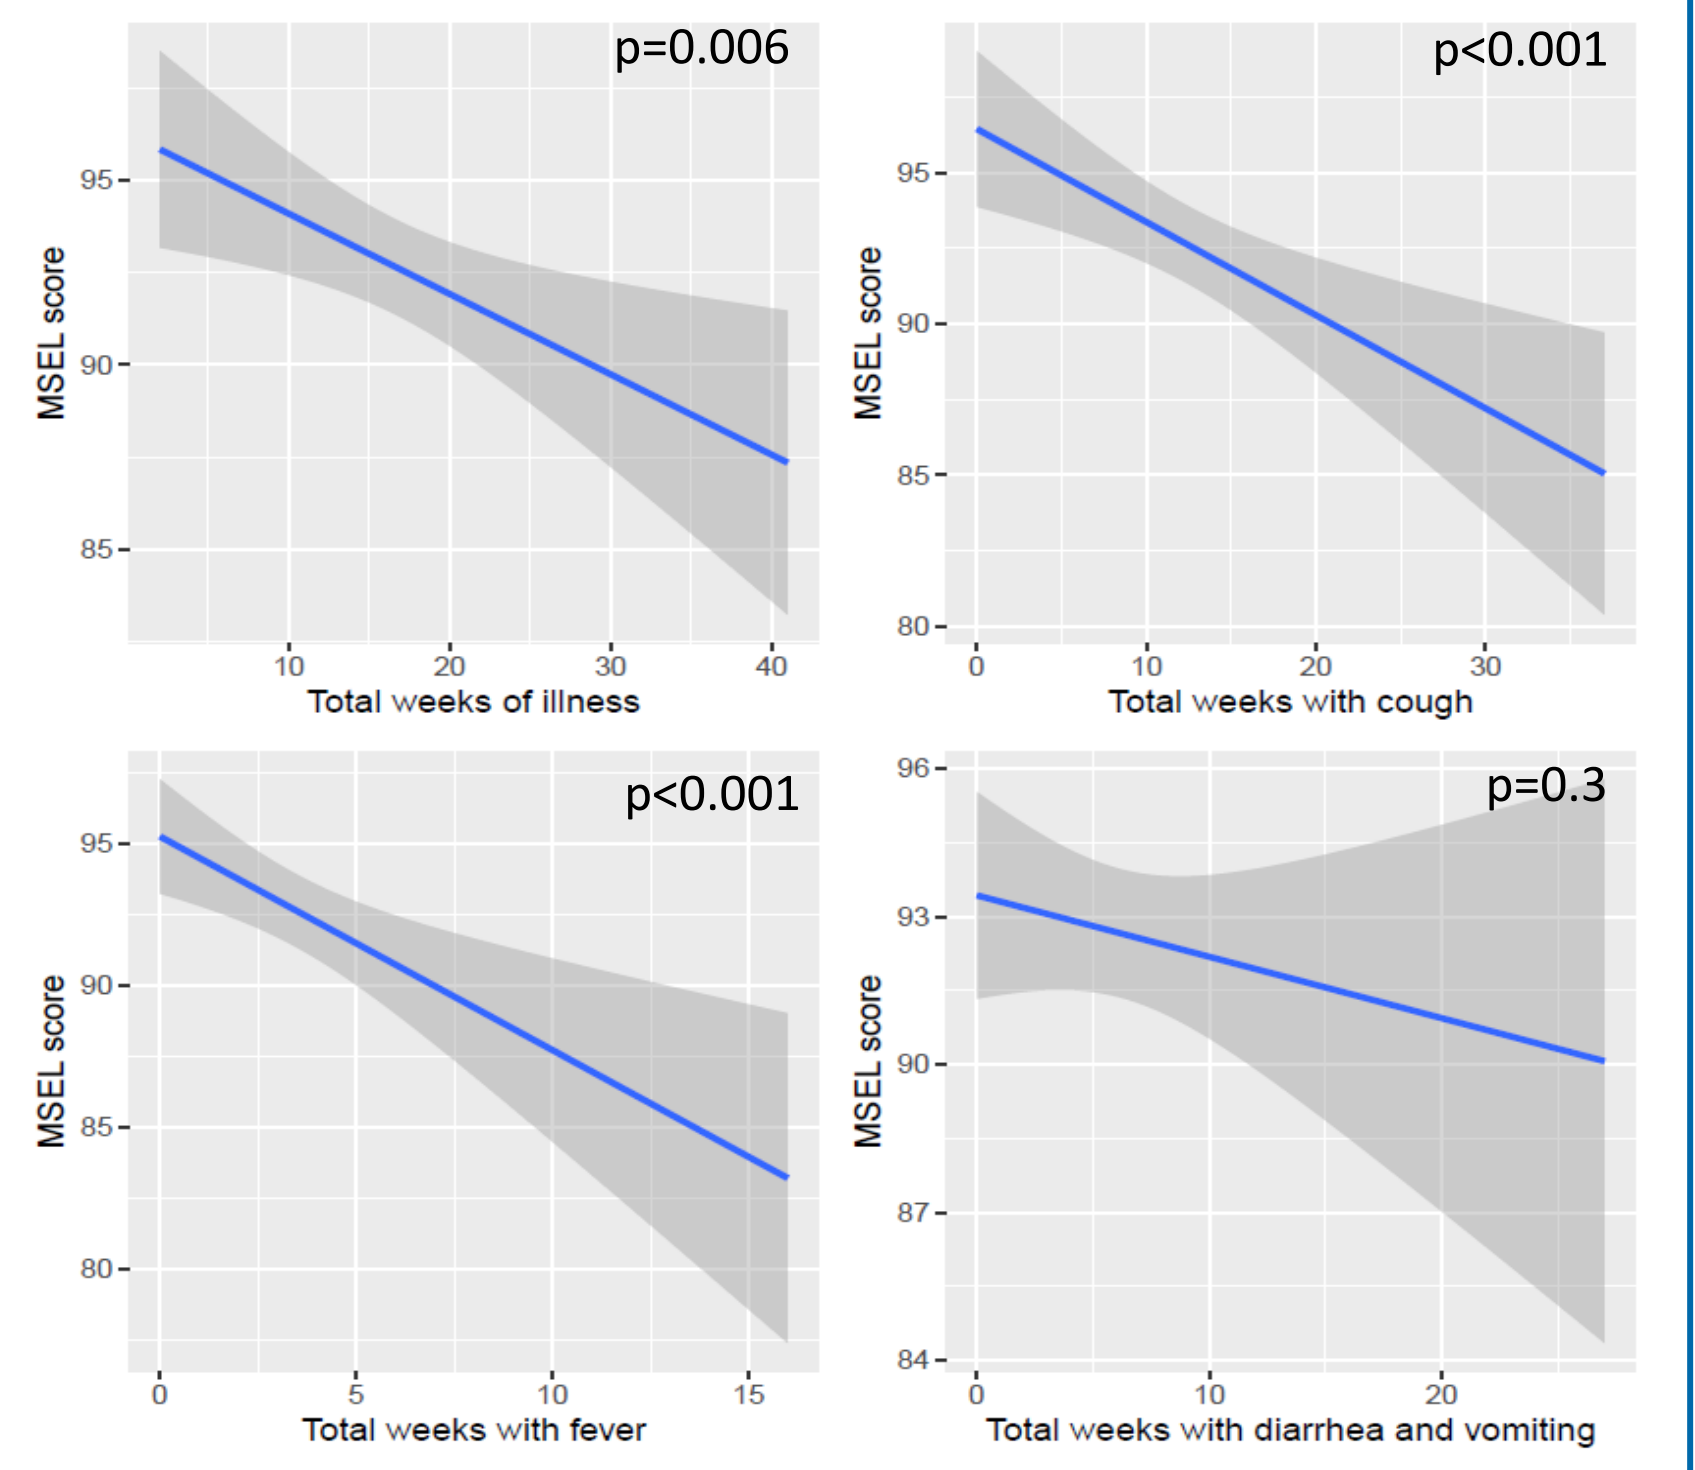 p=0.006
95
90
85
MSEL score
10 20 30 40
Total weeks of illness
p<0.001
95
90
85
80
MSEL score
0 10 20 30
Total weeks with cough
p<0.001
95
90
85
80
MSEL score
0 5 10 15
Total weeks with fever
p=0.3
96
93
90
87
84
MSEL score
0 10 20
Total weeks with diarrhea and vomiting